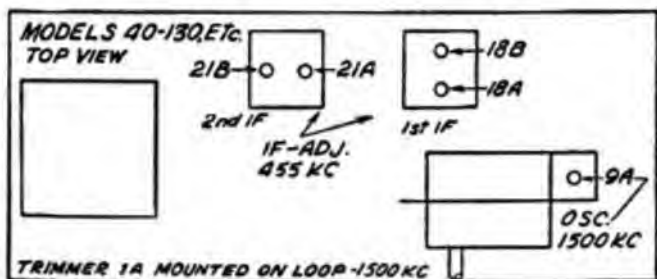 MODELS 40-130, ETC.
TOP VIEW
21B
21A
18B
18A
2nd IF
1st IF
IF-ADJ.
455 KC
9A
OSC.
1500 KC
TRIMMER 1A MOUNTED ON LOOP-1500 KC